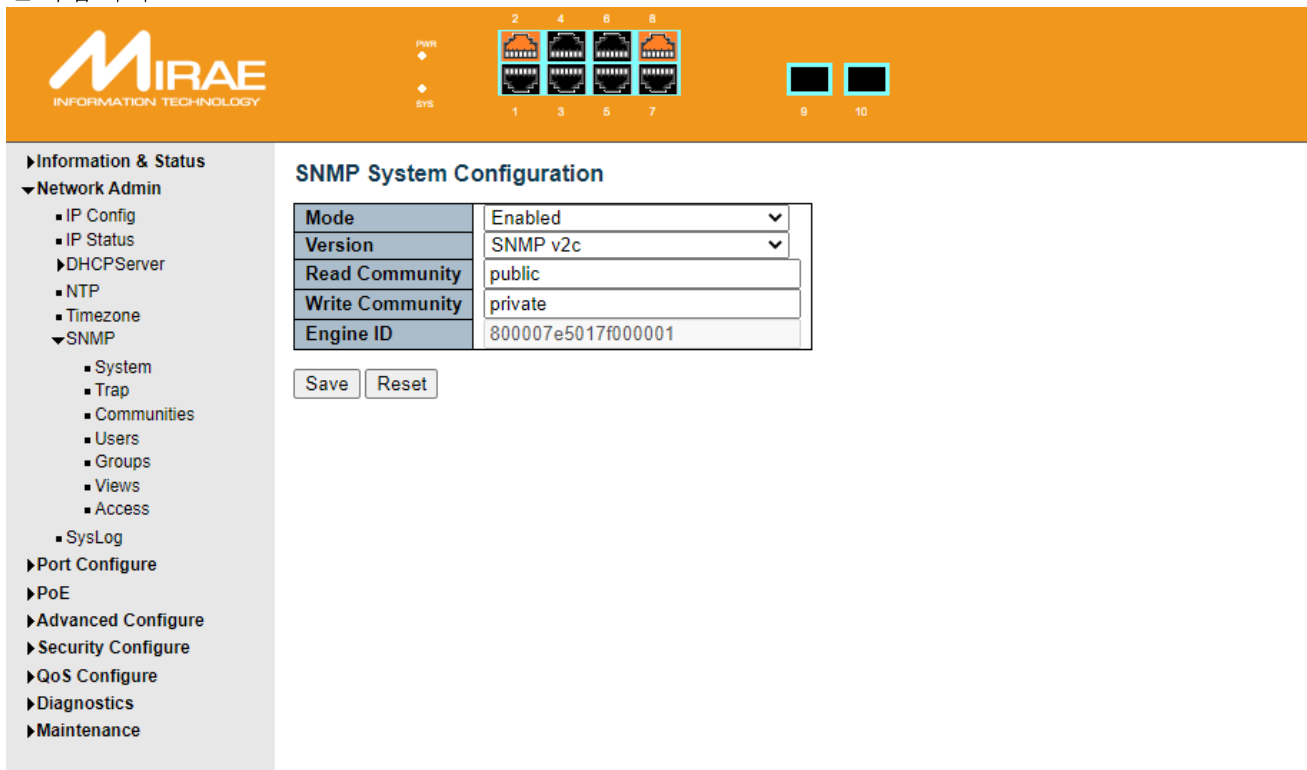 2 4 6 8
PWR
MIRAE
INFORMATION TECHNOLOGY
SYS
1 3 5 7 9 10
Information & Status
Network Admin
IP Config
IP Status
DHCPServer
NTP
Timezone
SNMP
System
Trap
Communities
Users
Groups
Views
Access
SysLog
Port Configure
PoE
Advanced Configure
Security Configure
QoS Configure
Diagnostics
Maintenance
SNMP System Configuration
Mode Enabled
Version SNMP v2c
Read Community public
Write Community private
Engine ID 800007e5017f000001
Save Reset